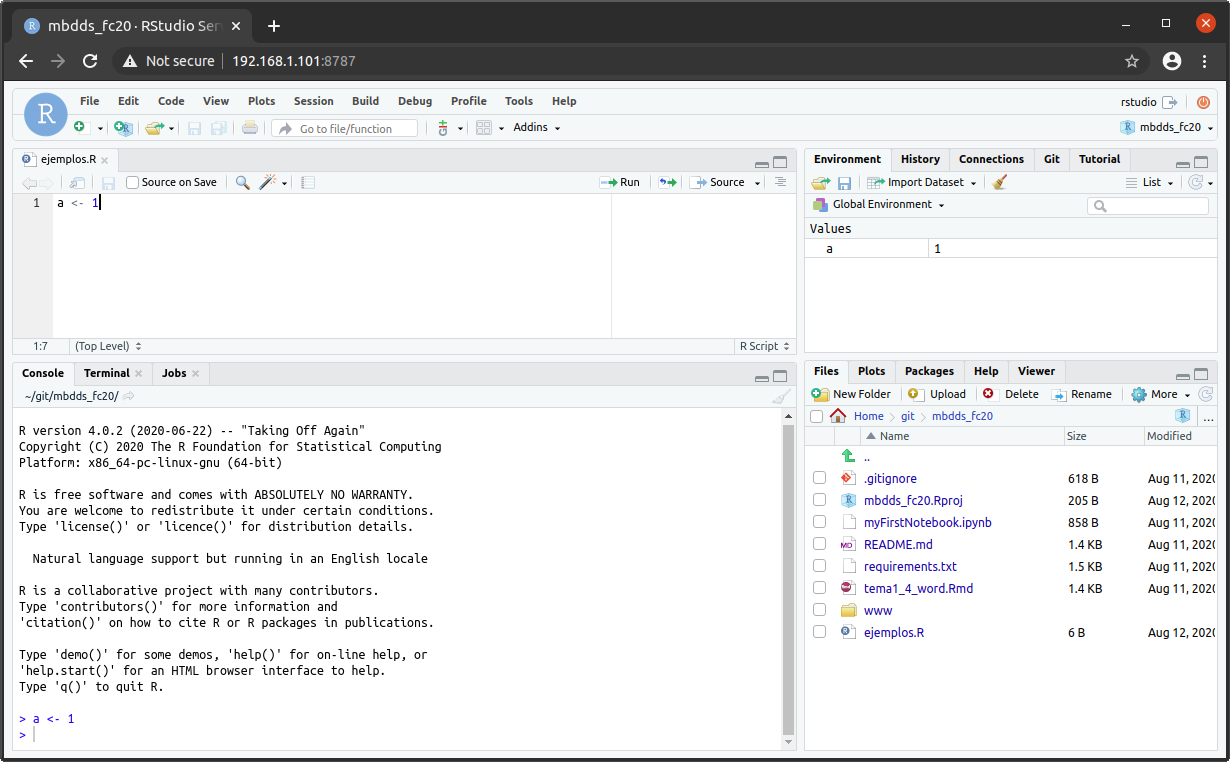 mbdds_fc20 · RStudio Ser
Not secure 192.168.1.101:8787
R File Edit Code View Plots Session Build Debug Profile Tools Help rstudio
Go to file/function Addins mbdds_fc20
ejemplos.R
Source on Save Run Source
1 a <- 1
1:7 (Top Level) R Script
Console Terminal Jobs
~/git/mbdds_fc20/
R version 4.0.2 (2020-06-22) -- "Taking Off Again"
Copyright (C) 2020 The R Foundation for Statistical Computing
Platform: x86_64-pc-linux-gnu (64-bit)
R is free software and comes with ABSOLUTELY NO WARRANTY.
You are welcome to redistribute it under certain conditions.
Type 'license()' or 'licence()' for distribution details.
Natural language support but running in an English locale
R is a collaborative project with many contributors.
Type 'contributors()' for more information and
'citation()' on how to cite R or R packages in publications.
Type 'demo()' for some demos, 'help()' for on-line help, or
'help.start()' for an HTML browser interface to help.
Type 'q()' to quit R.
> a <- 1
>
Environment History Connections Git Tutorial
Import Dataset List
Global Environment
Values
a 1
Files Plots Packages Help Viewer
New Folder Upload Delete Rename More
Home git mbdds_fc20 ...
Name Size Modified
..
.gitignore 618 B Aug 11, 2020
mbdds_fc20.Rproj 205 B Aug 12, 2020
myFirstNotebook.ipynb 858 B Aug 11, 2020
README.md 1.4 KB Aug 11, 2020
requirements.txt 1.5 KB Aug 11, 2020
tema1_4_word.Rmd 1.4 KB Aug 11, 2020
www
ejemplos.R 6 B Aug 12, 2020